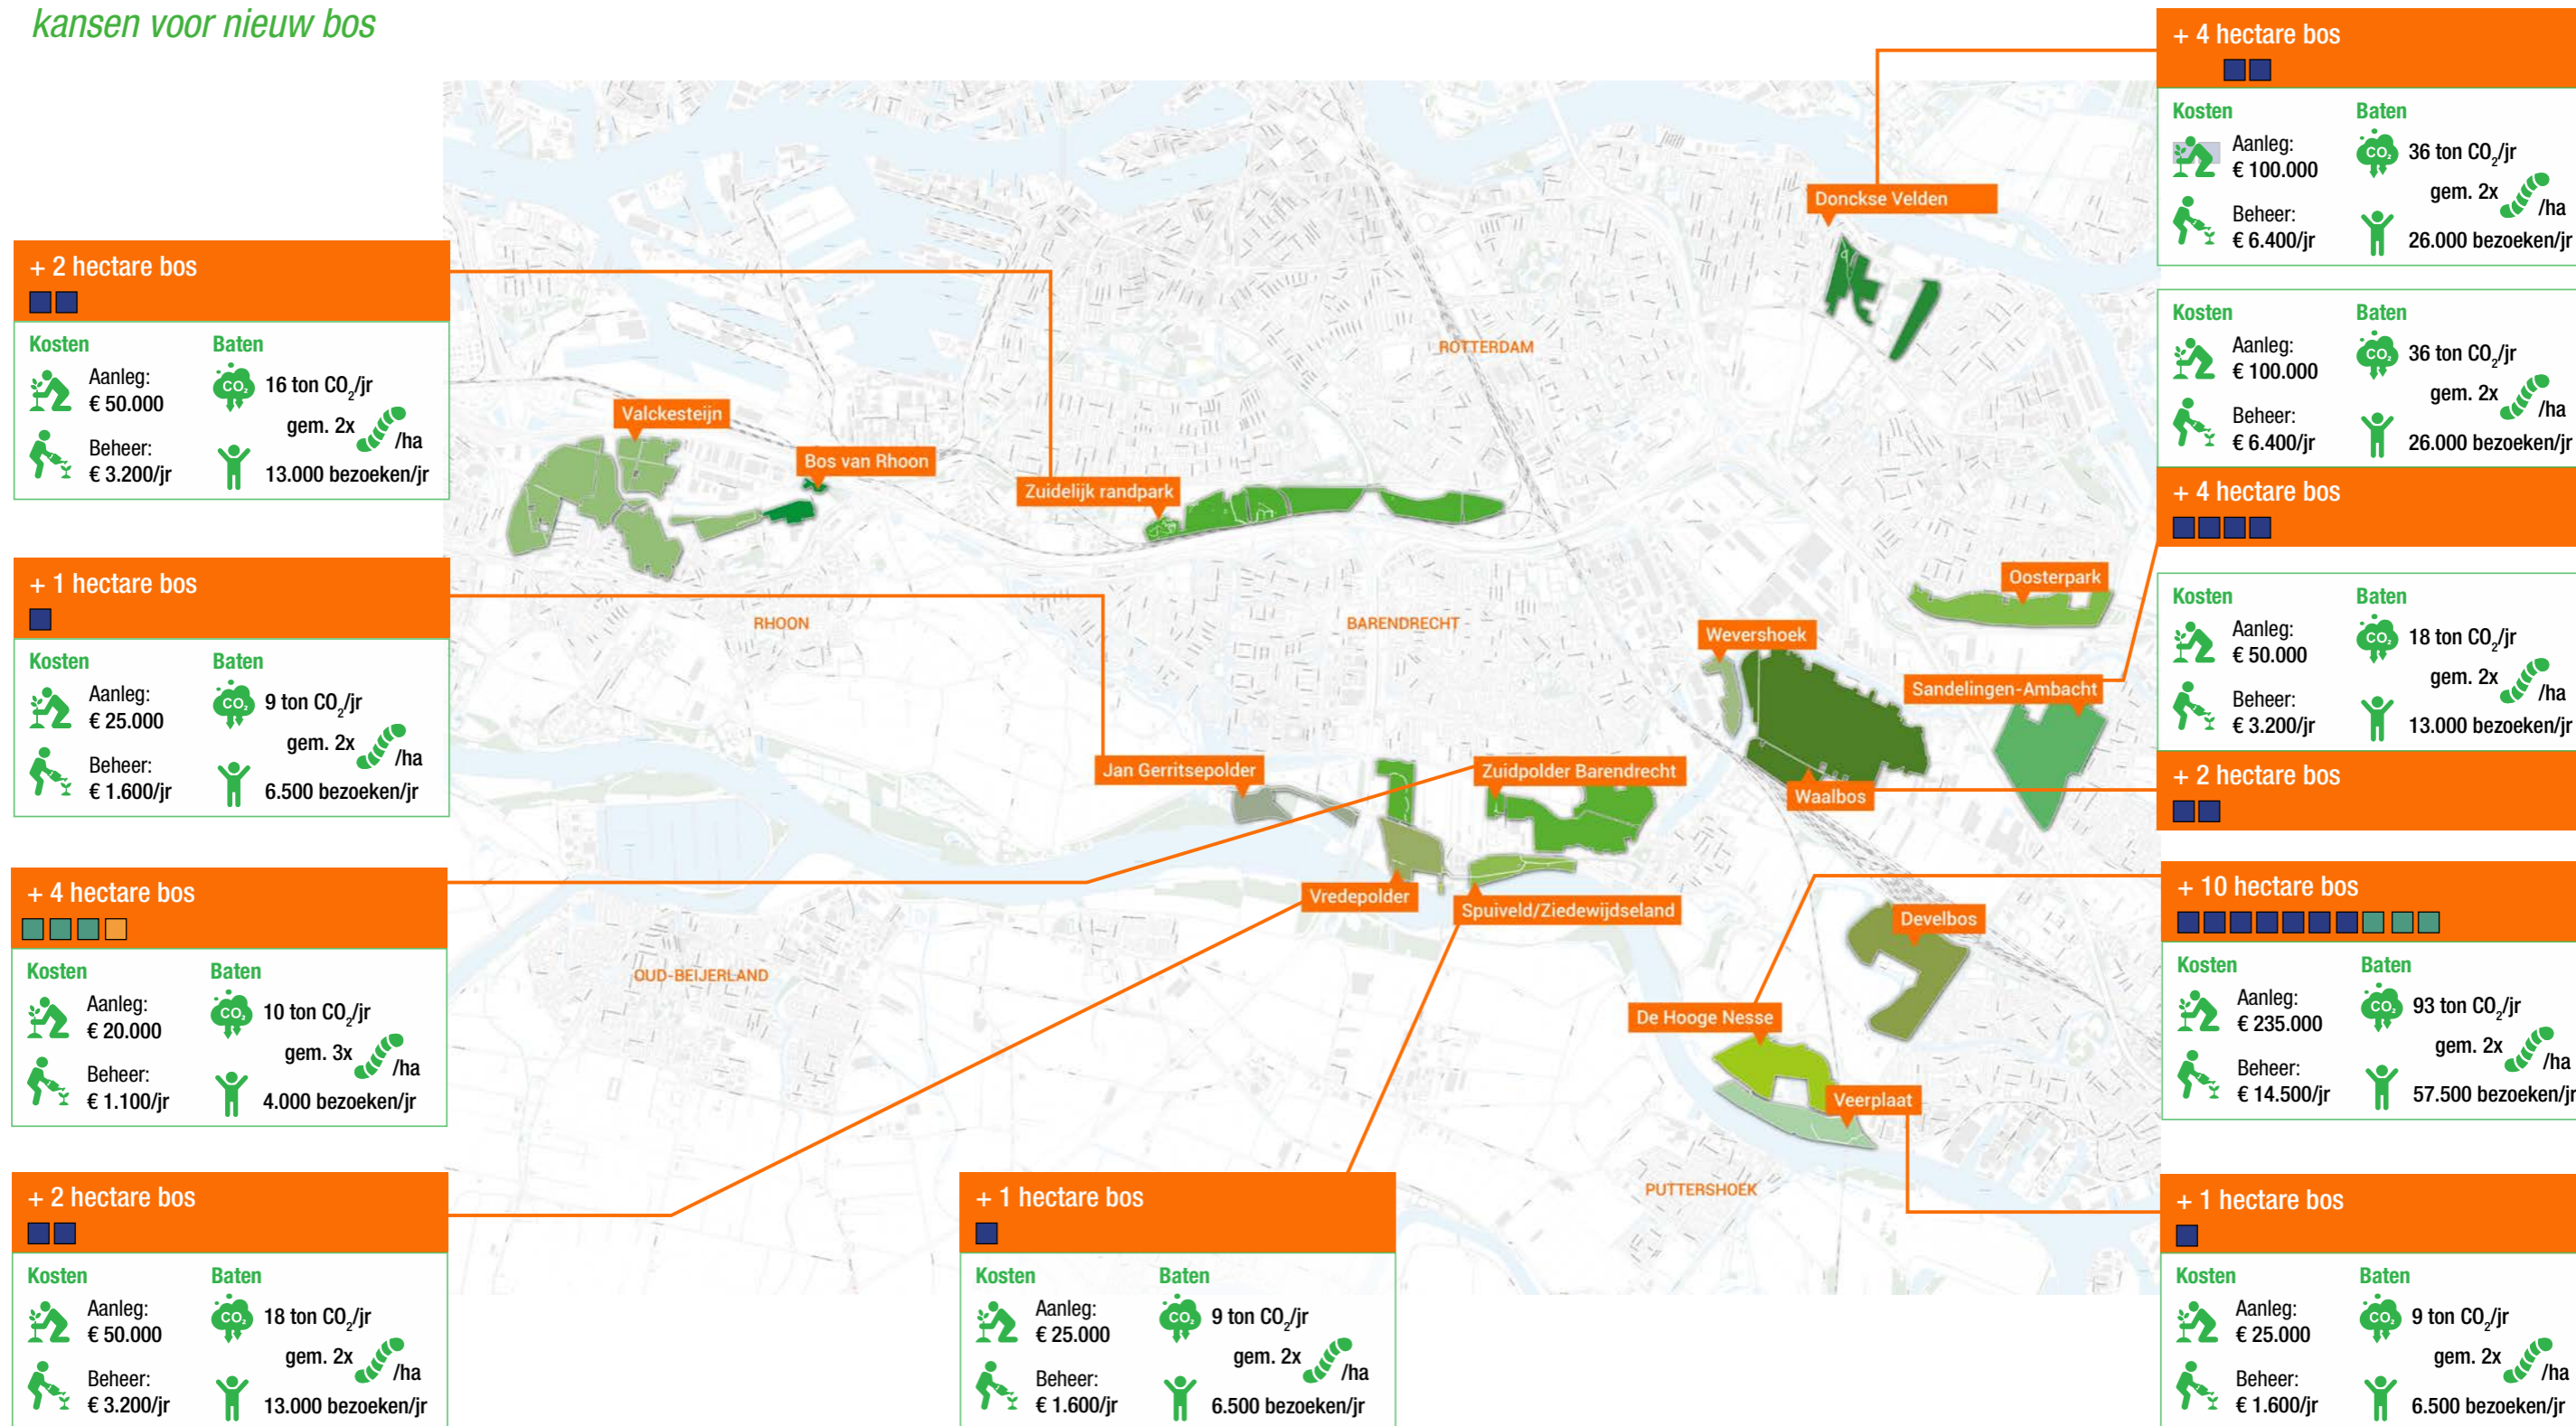 kansen voor nieuw bos
+ 2 hectare bos
Kosten
Baten
Aanleg:
€ 50.000
16 ton CO₂/jr
gem. 2x /ha
Beheer:
€ 3.200/jr
13.000 bezoeken/jr
+ 1 hectare bos
Kosten
Baten
Aanleg:
€ 25.000
9 ton CO₂/jr
gem. 2x /ha
Beheer:
€ 1.600/jr
6.500 bezoeken/jr
+ 4 hectare bos
Kosten
Baten
Aanleg:
€ 20.000
10 ton CO₂/jr
gem. 3x /ha
Beheer:
€ 1.100/jr
4.000 bezoeken/jr
+ 2 hectare bos
Kosten
Baten
Aanleg:
€ 50.000
18 ton CO₂/jr
gem. 2x /ha
Beheer:
€ 3.200/jr
13.000 bezoeken/jr
Donckse Velden
ROTTERDAM
Valckesteijn
Bos van Rhoon
Zuidelijk randpark
Oosterpark
RHOON
BARENDRECHT
Wevershoek
Sandelingen-Ambacht
Jan Gerritsepolder
Zuidpolder Barendrecht
Waalbos
Vredepolder
Spuiveld/Ziedewijdseland
Develbos
OUD-BEIJERLAND
De Hooge Nesse
Veerplaat
PUTTERSHOEK
+ 1 hectare bos
Kosten
Baten
Aanleg:
€ 25.000
9 ton CO₂/jr
gem. 2x /ha
Beheer:
€ 1.600/jr
6.500 bezoeken/jr
+ 4 hectare bos
Kosten
Baten
Aanleg:
€ 100.000
36 ton CO₂/jr
gem. 2x /ha
Beheer:
€ 6.400/jr
26.000 bezoeken/jr
Kosten
Baten
Aanleg:
€ 100.000
36 ton CO₂/jr
gem. 2x /ha
Beheer:
€ 6.400/jr
26.000 bezoeken/jr
+ 4 hectare bos
Kosten
Baten
Aanleg:
€ 50.000
18 ton CO₂/jr
gem. 2x /ha
Beheer:
€ 3.200/jr
13.000 bezoeken/jr
+ 2 hectare bos
+ 10 hectare bos
Kosten
Baten
Aanleg:
€ 235.000
93 ton CO₂/jr
gem. 2x /ha
Beheer:
€ 14.500/jr
57.500 bezoeken/jr
+ 1 hectare bos
Kosten
Baten
Aanleg:
€ 25.000
9 ton CO₂/jr
gem. 2x /ha
Beheer:
€ 1.600/jr
6.500 bezoeken/jr